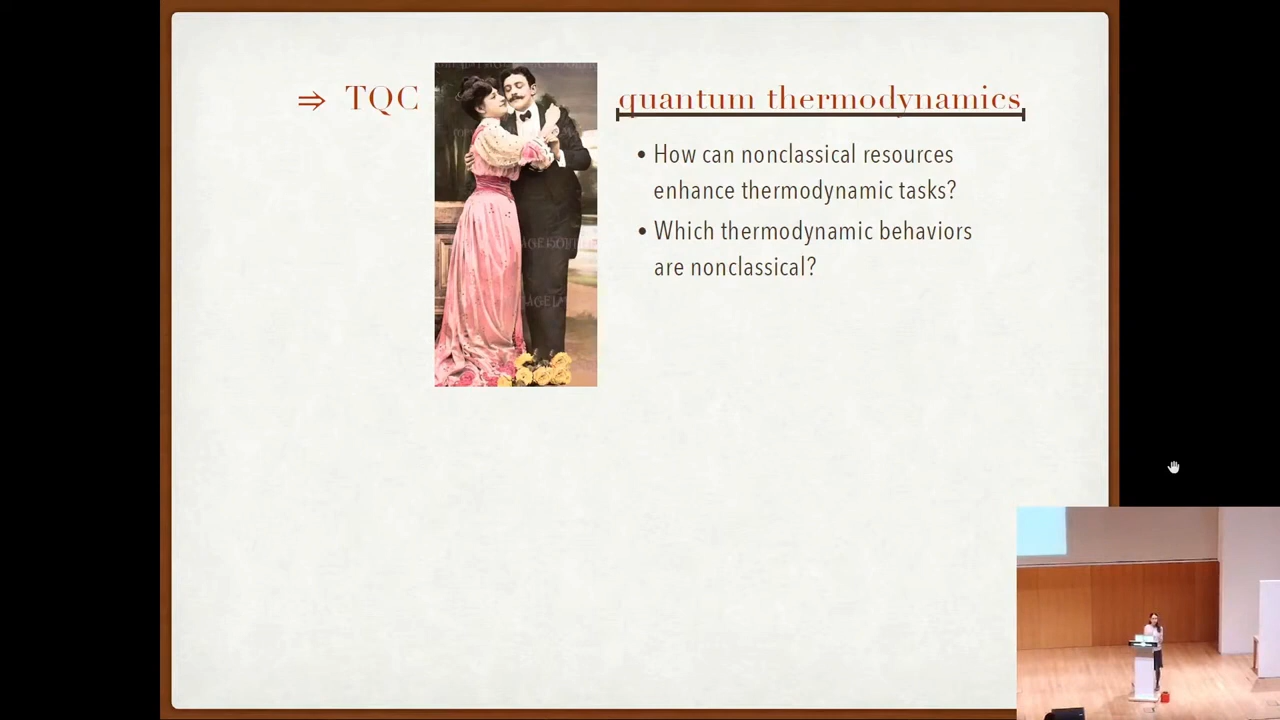 ⇒ TQC quantum thermodynamics
• How can nonclassical resources
enhance thermodynamic tasks?
• Which thermodynamic behaviors
are nonclassical?